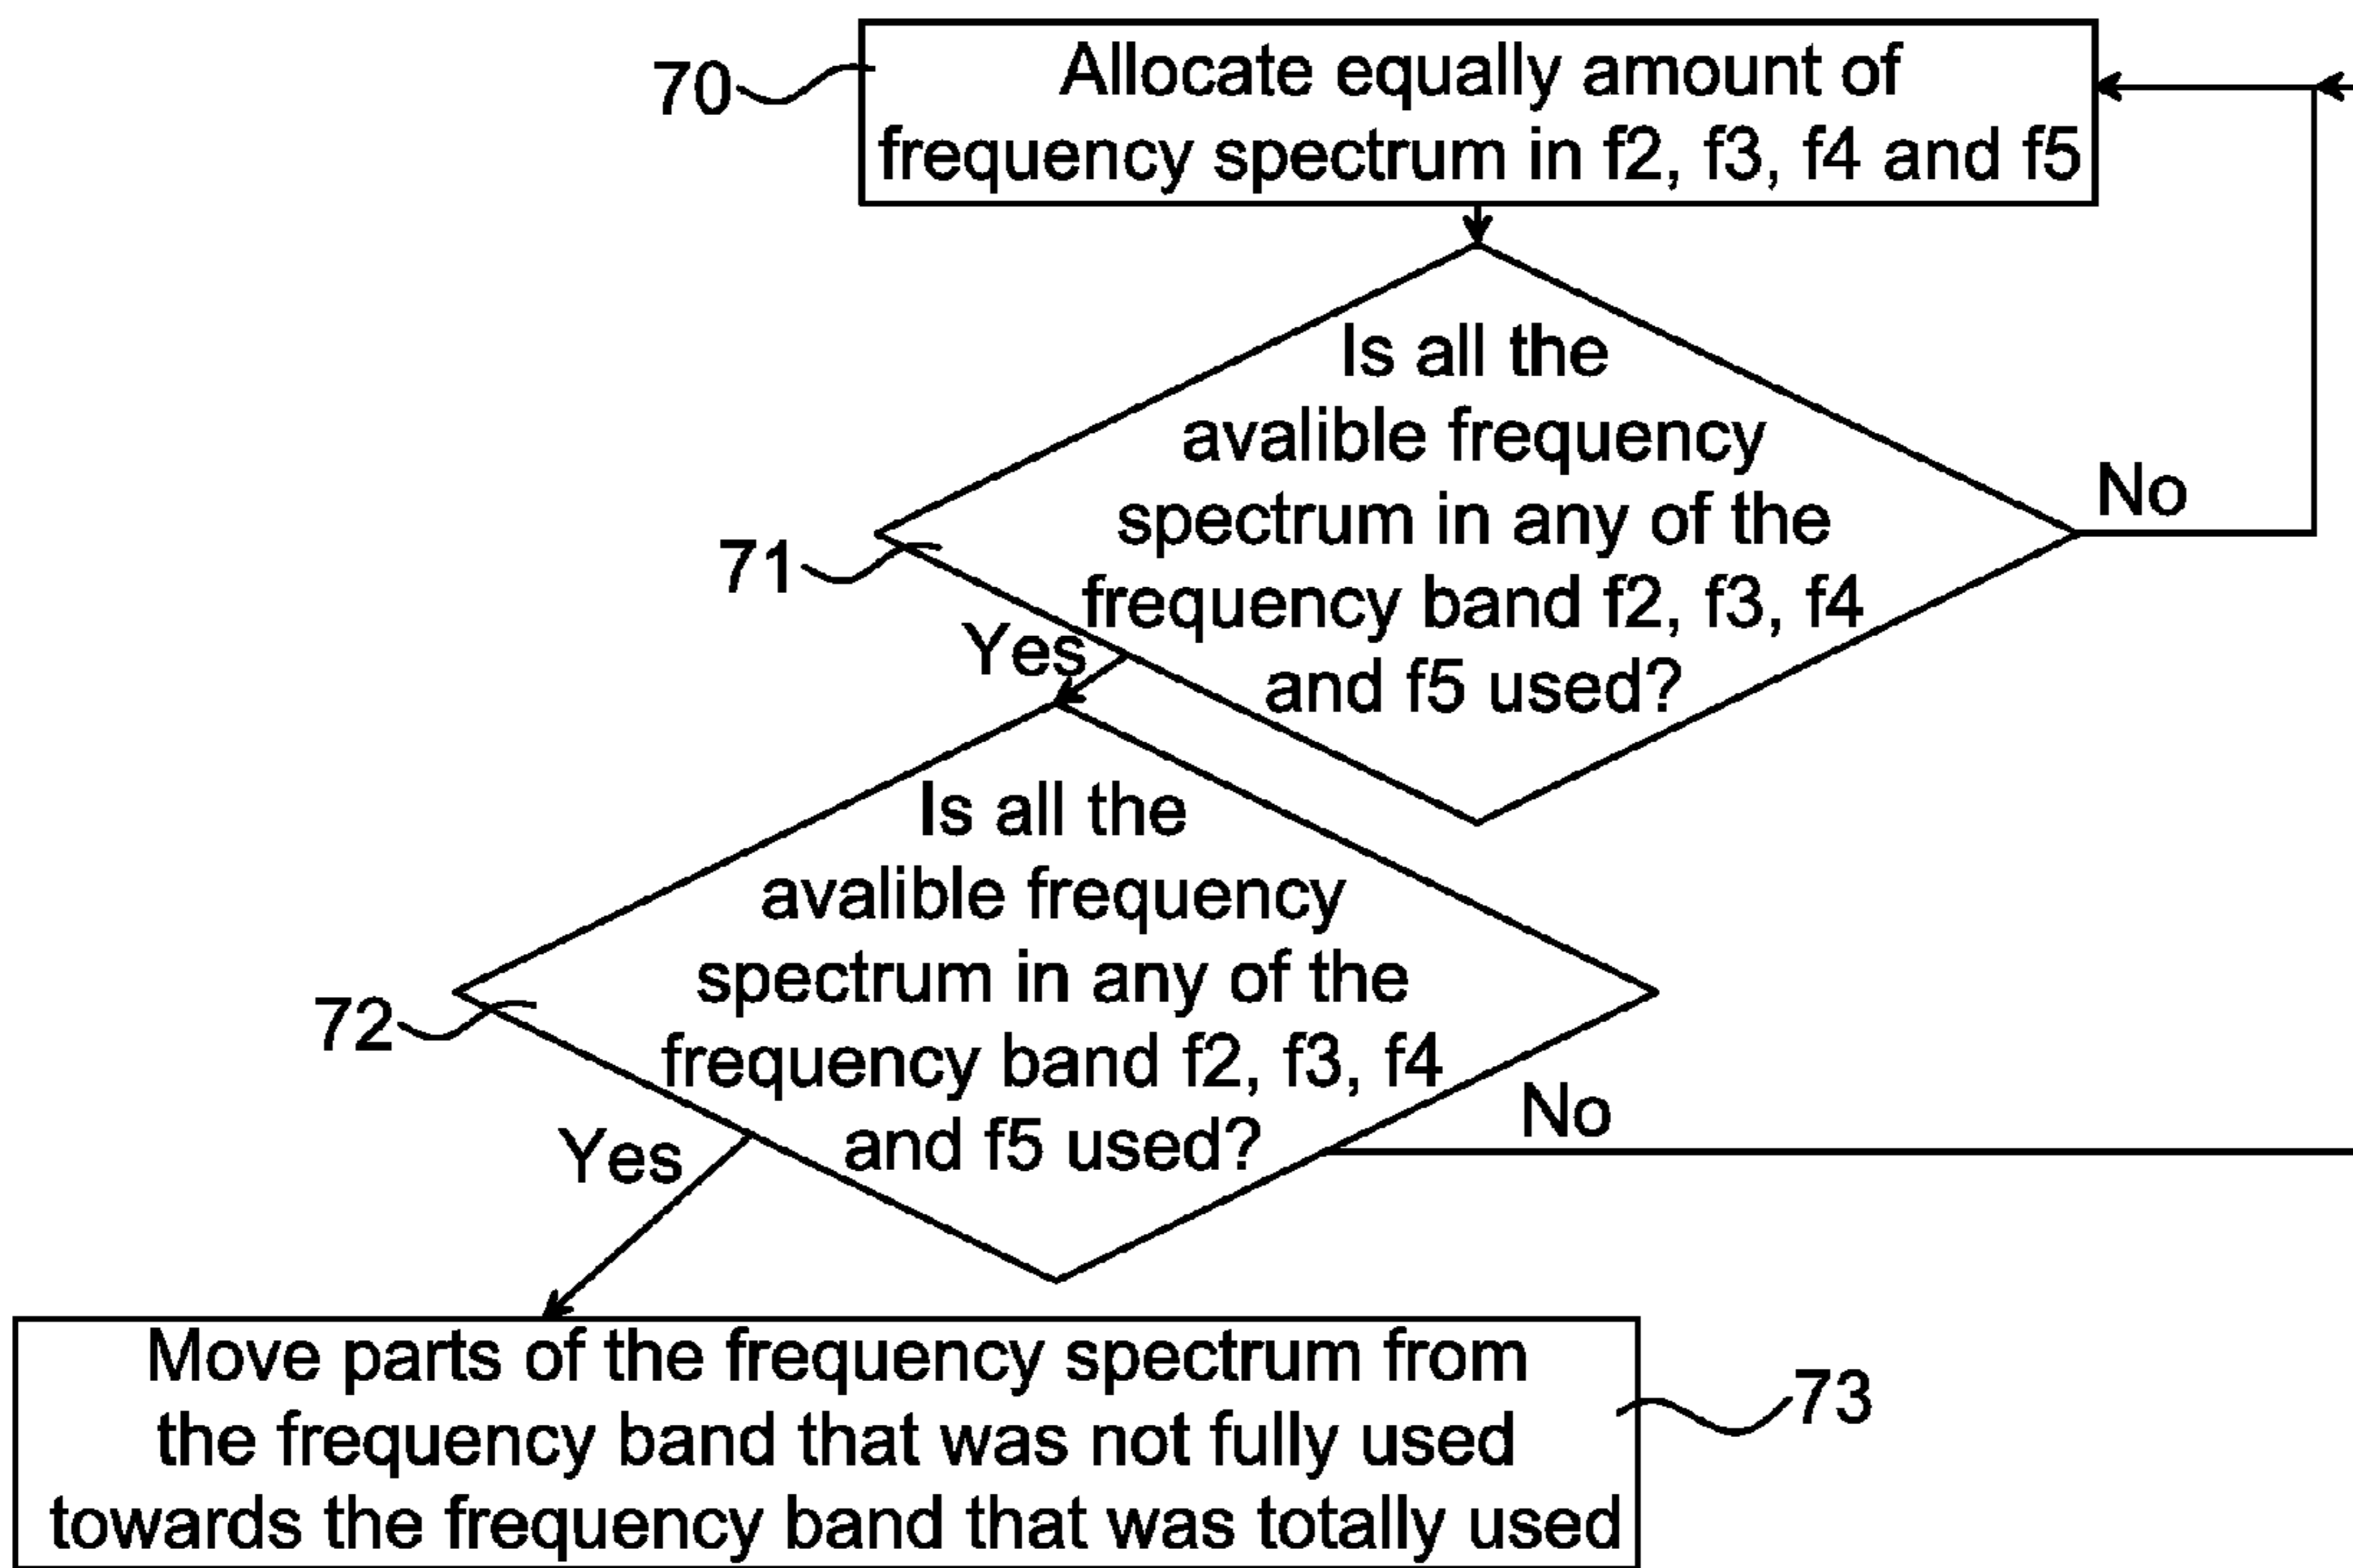 70
Allocate equally amount of
frequency spectrum in f2, f3, f4 and f5
Is all the
avalible frequency
spectrum in any of the
frequency band f2, f3, f4
and f5 used?
No
71
Yes
Is all the
avalible frequency
spectrum in any of the
frequency band f2, f3, f4
and f5 used?
72
No
Yes
Move parts of the frequency spectrum from
the frequency band that was not fully used
towards the frequency band that was totally used
73